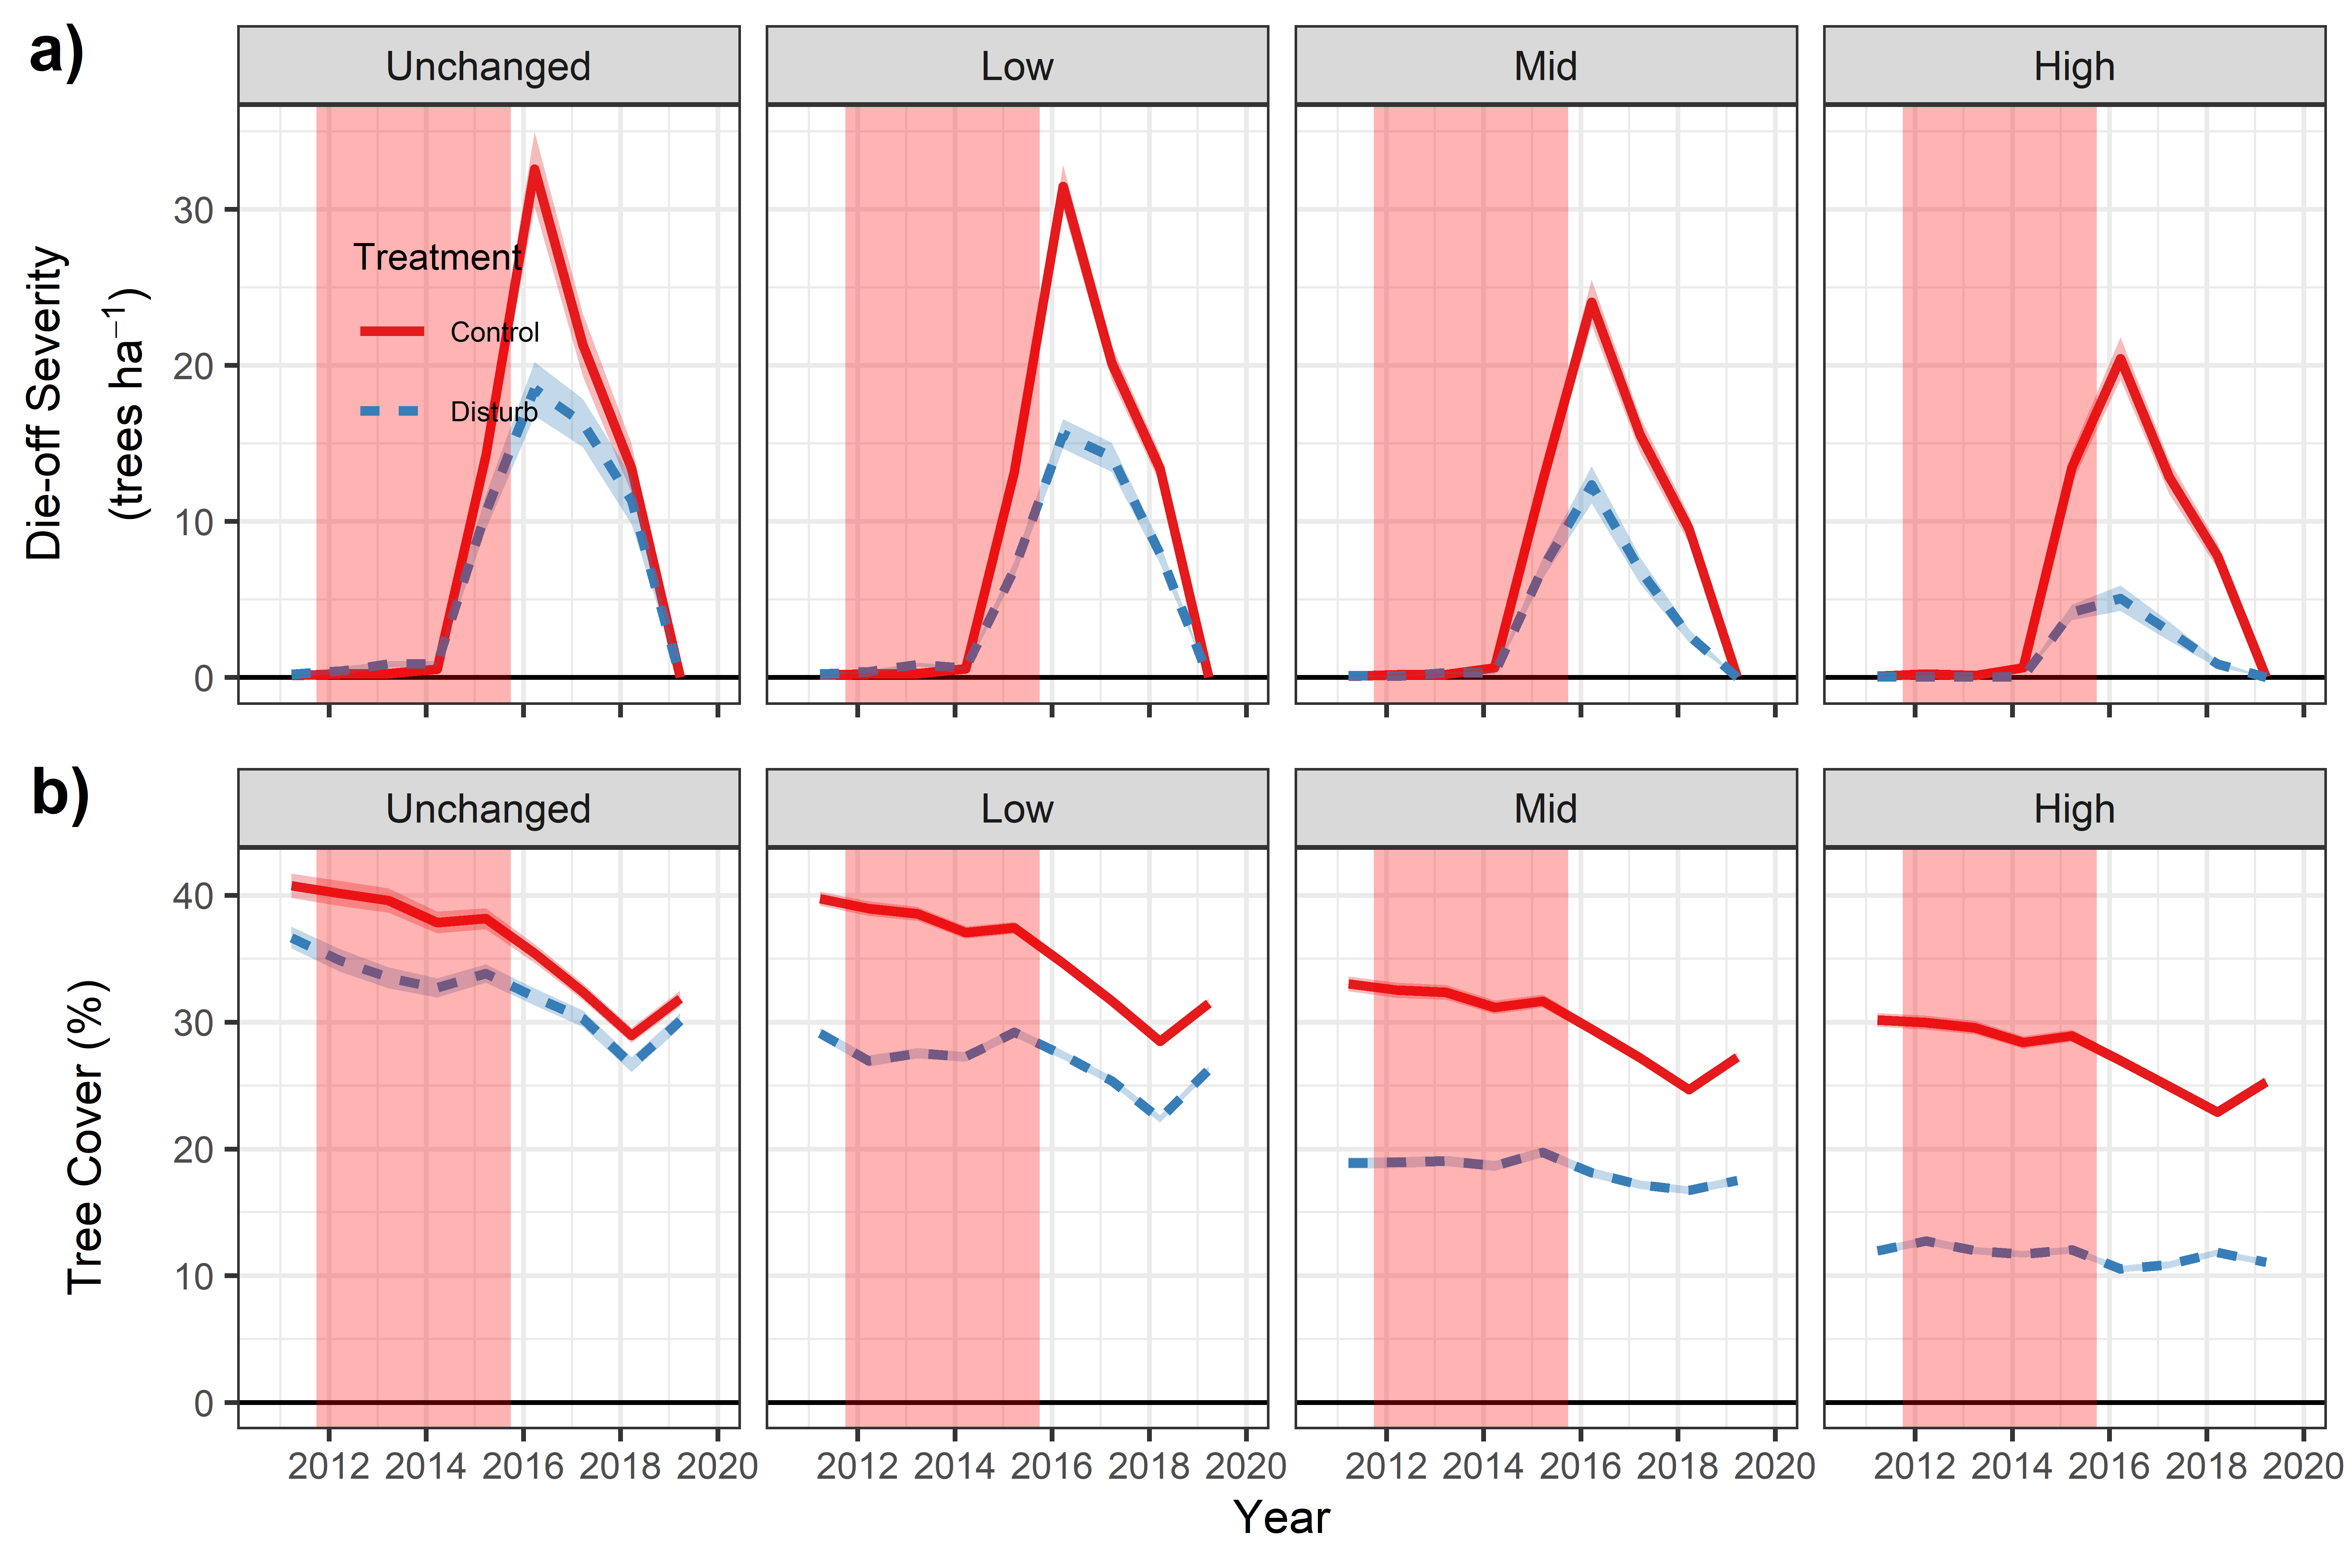 a)
Unchanged Low Mid High
Die-off Severity
(trees ha⁻¹)
30
20
10
0
Treatment
Control
Disturb
b)
Unchanged Low Mid High
Tree Cover (%)
40
30
20
10
0
2012 2014 2016 2018 2020 2012 2014 2016 2018 2020 2012 2014 2016 2018 2020 2012 2014 2016 2018 2020
Year